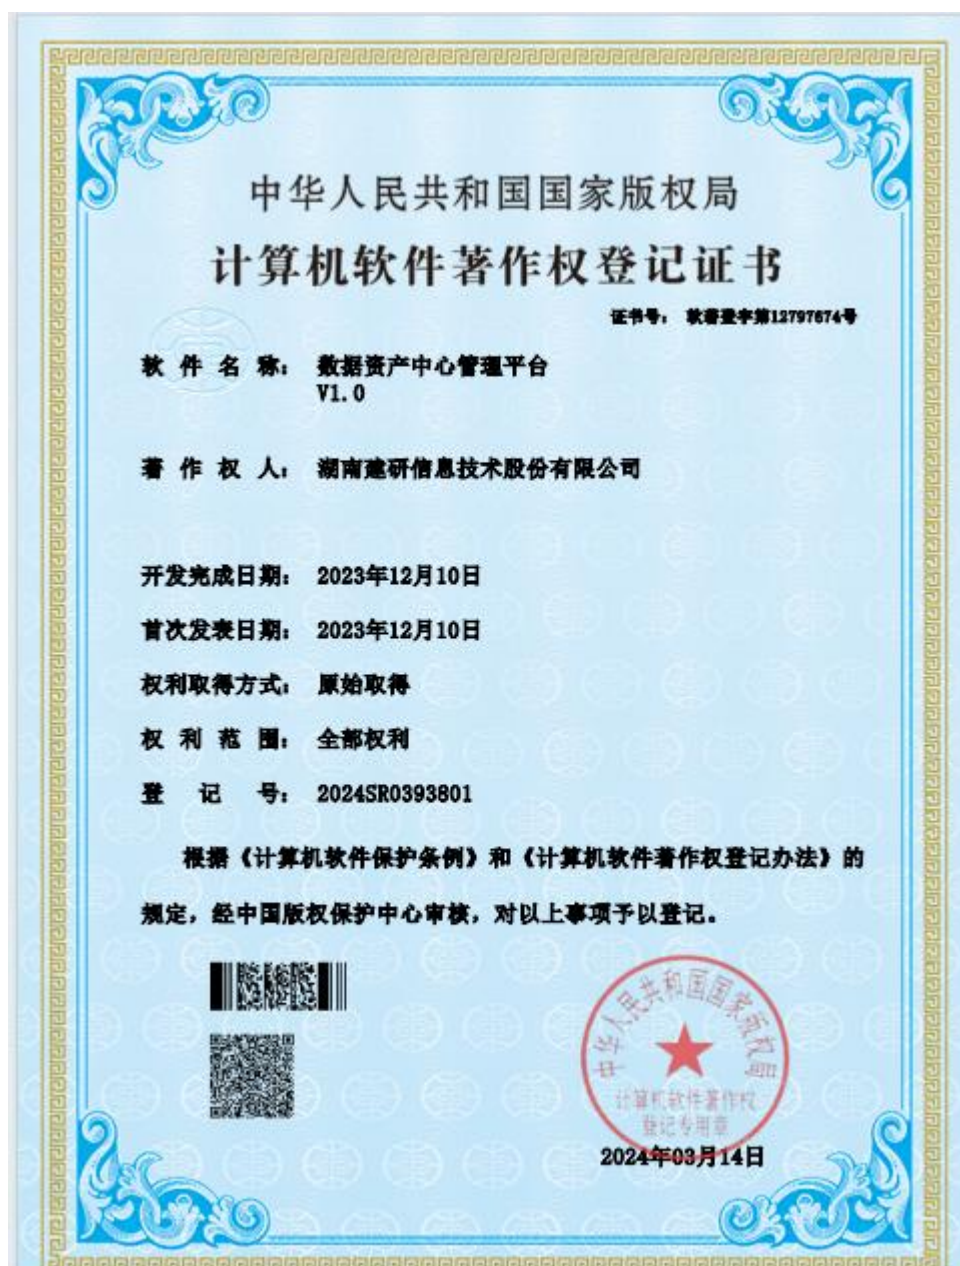 中华人民共和国国家版权局
计算机软件著作权登记证书
证书号： 软著登字第12797674号
软件名称： 数据资产中心管理平台
V1.0
著作权人： 湖南建研信息技术股份有限公司
开发完成日期： 2023年12月10日
首次发表日期： 2023年12月10日
权利取得方式： 原始取得
权利范围： 全部权利
登记号： 2024SR0393801
根据《计算机软件保护条例》和《计算机软件著作权登记办法》的
规定，经中国版权保护中心审核，对以上事项予以登记。
中华人民共和国国家版权局
计算机软件著作权
登记专用章
2024年03月14日